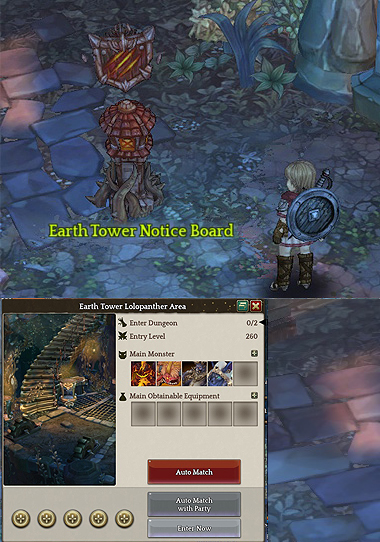 Earth Tower Notice Board
Earth Tower Lolopanther Area
Enter Dungeon 0/2
Entry Level 260
Main Monster
Main Obtainable Equipment
Auto Match
Auto Match
with Party
Enter Now